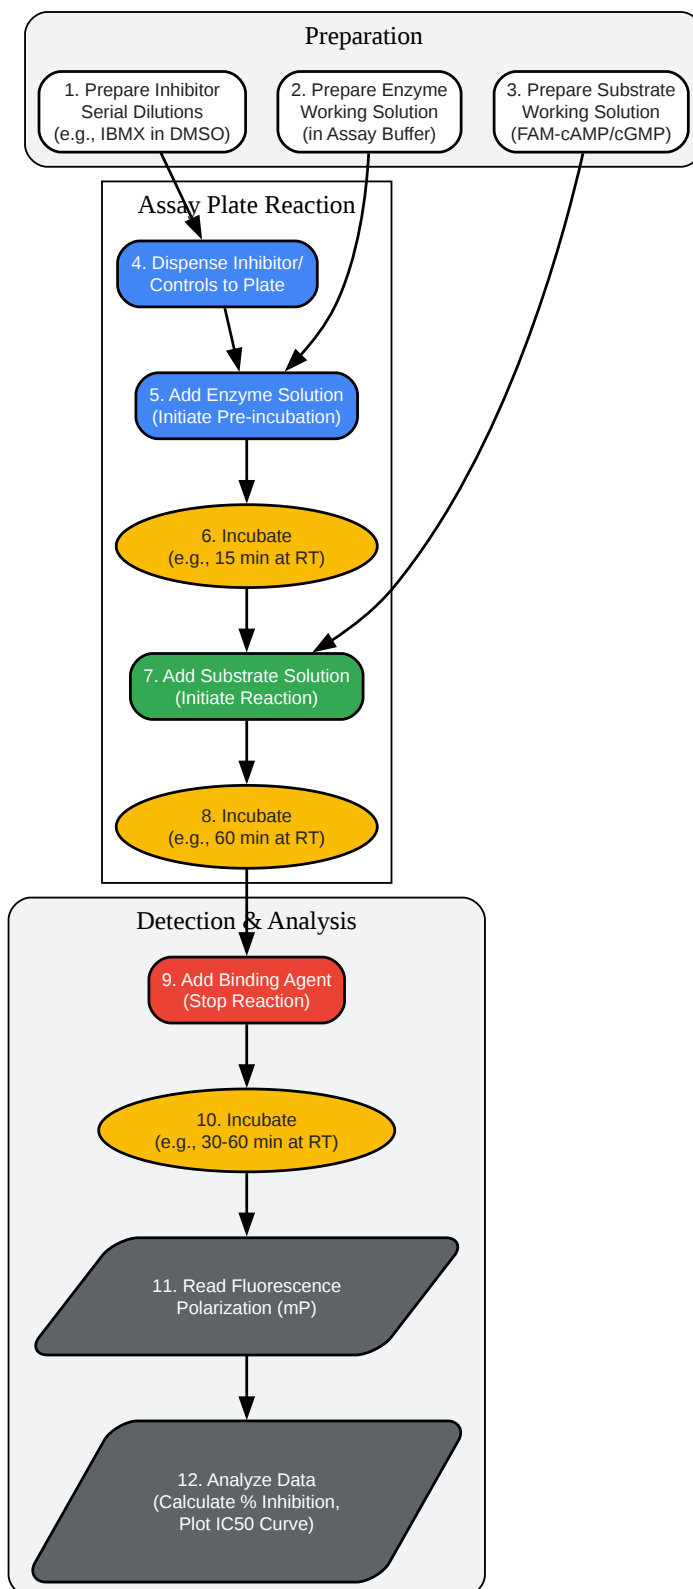 Preparation
1. Prepare Inhibitor
Serial Dilutions
(e.g., IBMX in DMSO)
2. Prepare Enzyme
Working Solution
(in Assay Buffer)
3. Prepare Substrate
Working Solution
(FAM-cAMP/cGMP)
Assay Plate Reaction
4. Dispense Inhibitor/
Controls to Plate
5. Add Enzyme Solution
(Initiate Pre-incubation)
6. Incubate
(e.g., 15 min at RT)
7. Add Substrate Solution
(Initiate Reaction)
8. Incubate
(e.g., 60 min at RT)
Detection & Analysis
9. Add Binding Agent
(Stop Reaction)
10. Incubate
(e.g., 30-60 min at RT)
11. Read Fluorescence
Polarization (mP)
12. Analyze Data
(Calculate % Inhibition,
Plot IC50 Curve)